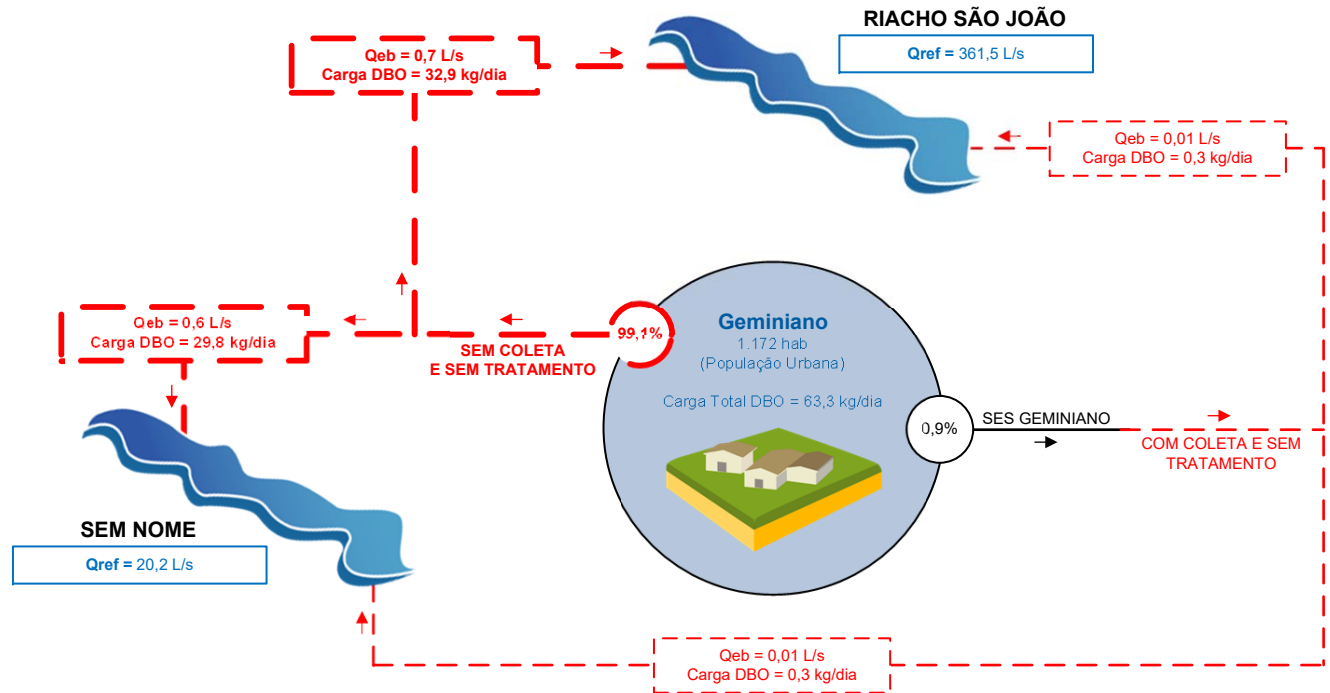 RIACHO SÃO JOÃO
Qref = 361,5 L/s
Qeb = 0,7 L/s
Carga DBO = 32,9 kg/dia
Qeb = 0,01 L/s
Carga DBO = 0,3 kg/dia
Qeb = 0,6 L/s
Carga DBO = 29,8 kg/dia
SEM COLETA
E SEM TRATAMENTO
99,1%
Geminiano
1.172 hab
(População Urbana)
Carga Total DBO = 63,3 kg/dia
0,9%
SES GEMINIANO
COM COLETA E SEM
TRATAMENTO
SEM NOME
Qref = 20,2 L/s
Qeb = 0,01 L/s
Carga DBO = 0,3 kg/dia